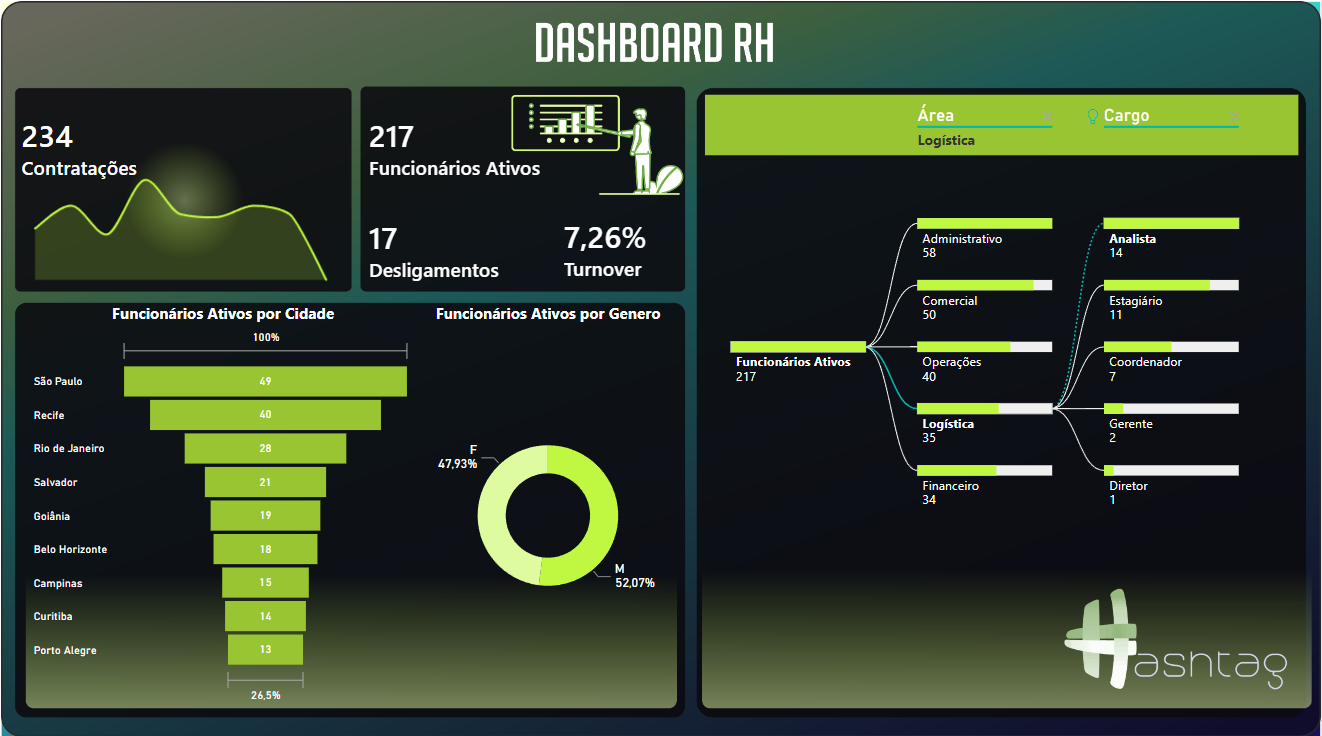 DASHBOARD RH
234
Contratações
217
Funcionários Ativos
17
Desligamentos
7,26%
Turnover
Funcionários Ativos por Cidade
100%
São Paulo 49
Recife 40
Rio de Janeiro 28
Salvador 21
Goiânia 19
Belo Horizonte 18
Campinas 15
Curitiba 14
Porto Alegre 13
26,5%
Funcionários Ativos por Genero
F
47,93%
M
52,07%
Área
Logística
Cargo
Funcionários Ativos
217
Administrativo
58
Comercial
50
Operações
40
Logística
35
Financeiro
34
Analista
14
Estagiário
11
Coordenador
7
Gerente
2
Diretor
1
Hashtag